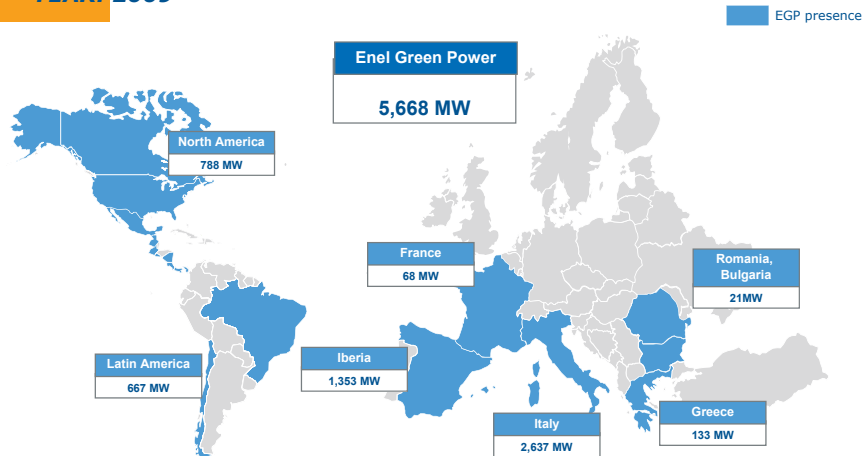 2009
EGP presence
Enel Green Power
5,668 MW
North America
788 MW
France
68 MW
Romania,
Bulgaria
21MW
Latin America
667 MW
Iberia
1,353 MW
Italy
2,637 MW
Greece
133 MW